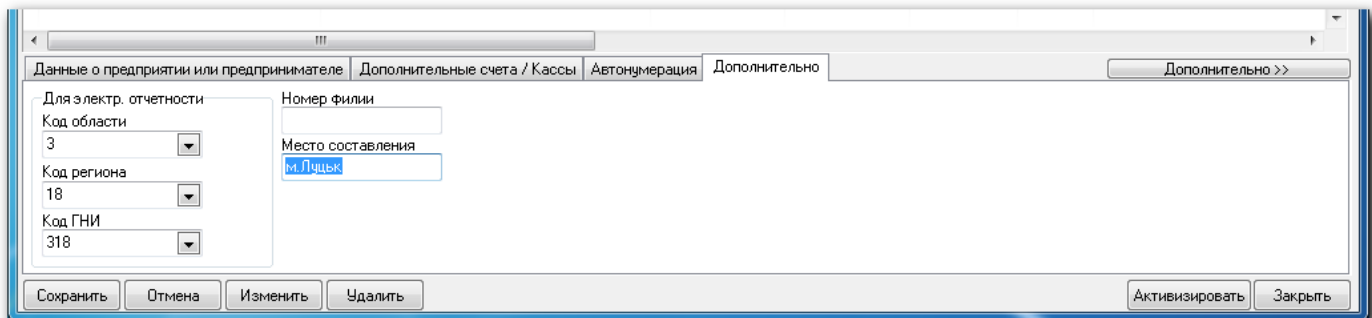 Данные о предприятии или предпринимателе Дополнительные счета / Кассы Автонумерация Дополнительно Дополнительно >>
Для электр. отчетности Номер филии
Код области
3 Место составления
Код региона м.Луцьк
18
Код ГНИ
318
Сохранить Отмена Изменить Удалить Активизировать Закрыть